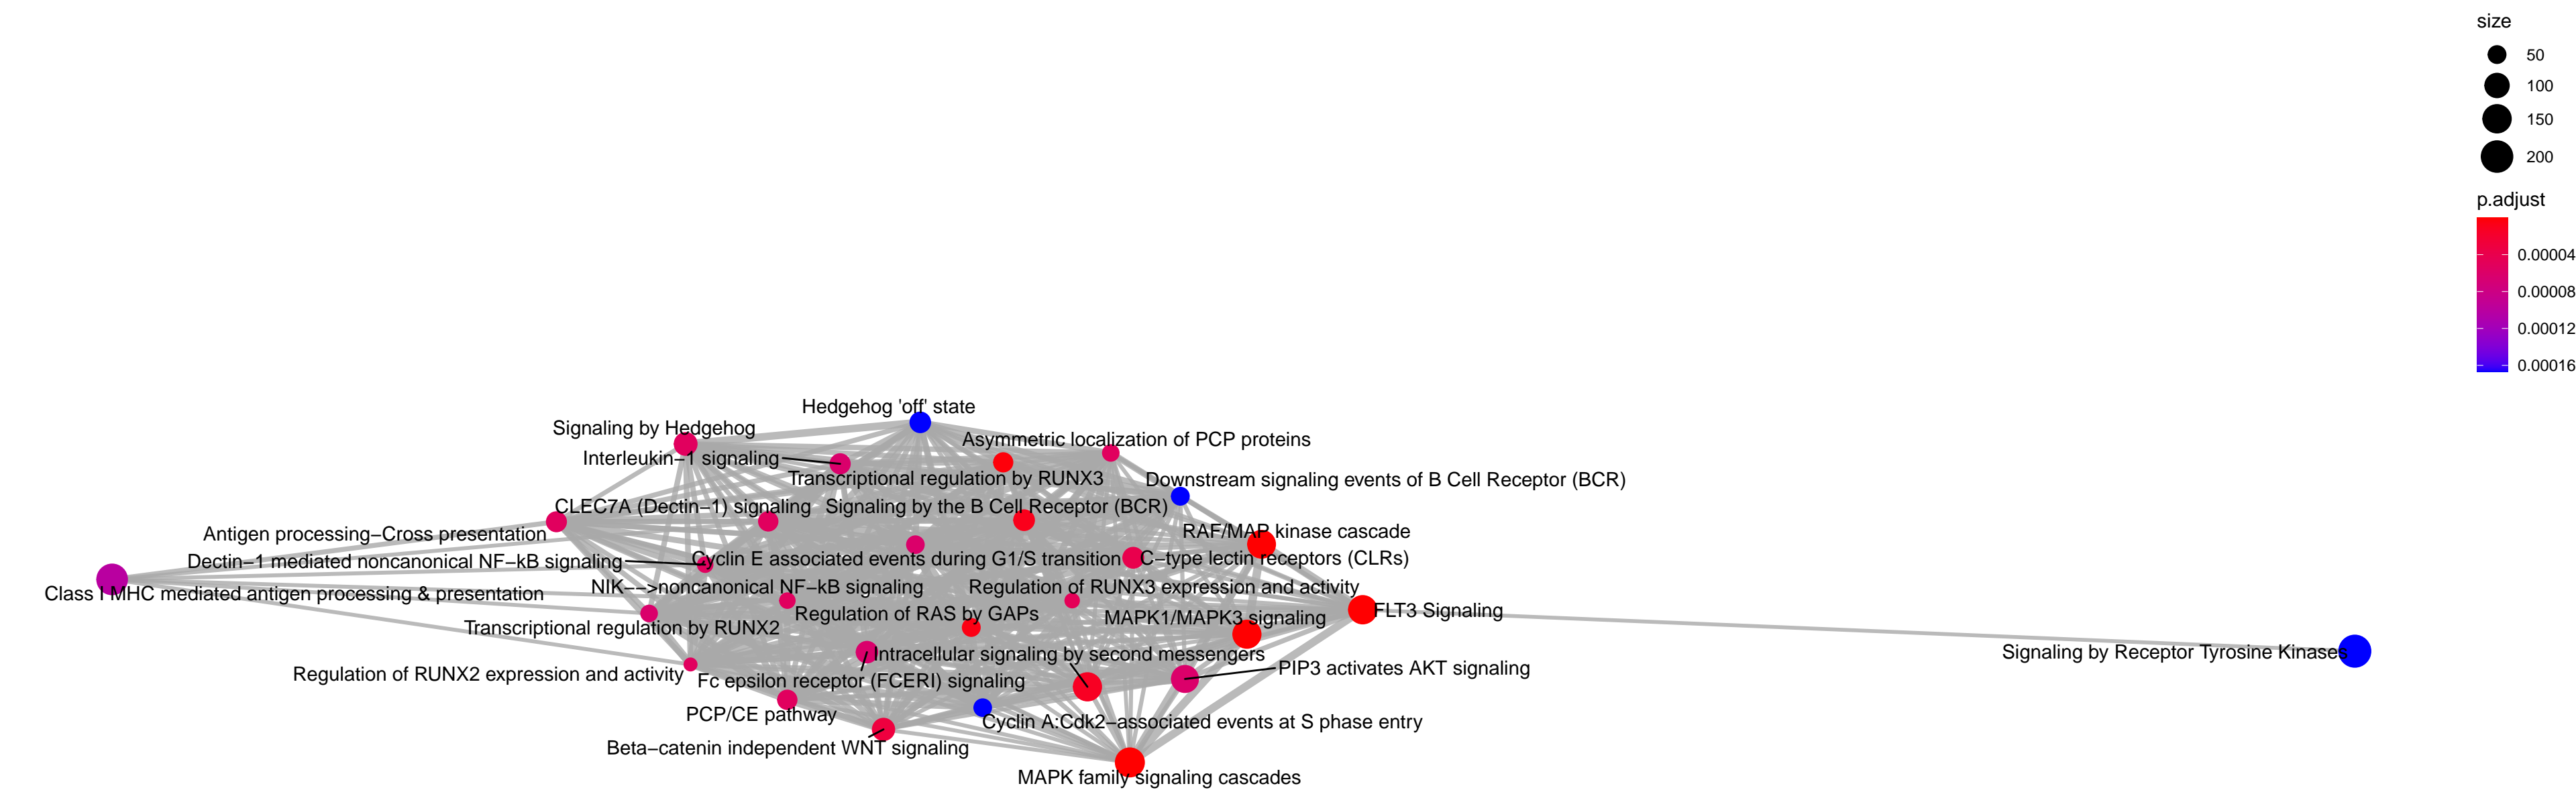 size
50
100
150
200
p.adjust
0.00004
0.00008
0.00012
0.00016
Hedgehog 'off' state
Signaling by Hedgehog
Asymmetric localization of PCP proteins
Interleukin−1 signaling
Transcriptional regulation by RUNX3
Downstream signaling events of B Cell Receptor (BCR)
CLEC7A (Dectin−1) signaling
Signaling by the B Cell Receptor (BCR)
Antigen processing−Cross presentation
RAF/MAP kinase cascade
Dectin−1 mediated noncanonical NF−kB signaling
Cyclin E associated events during G1/S transition
C−type lectin receptors (CLRs)
Class I MHC mediated antigen processing & presentation
NIK−−>noncanonical NF−kB signaling
Regulation of RUNX3 expression and activity
Regulation of RAS by GAPs
MAPK1/MAPK3 signaling
FLT3 Signaling
Transcriptional regulation by RUNX2
Signaling by Receptor Tyrosine Kinases
Intracellular signaling by second messengers
PIP3 activates AKT signaling
Regulation of RUNX2 expression and activity
Fc epsilon receptor (FCERI) signaling
PCP/CE pathway
Cyclin A:Cdk2−associated events at S phase entry
Beta−catenin independent WNT signaling
MAPK family signaling cascades